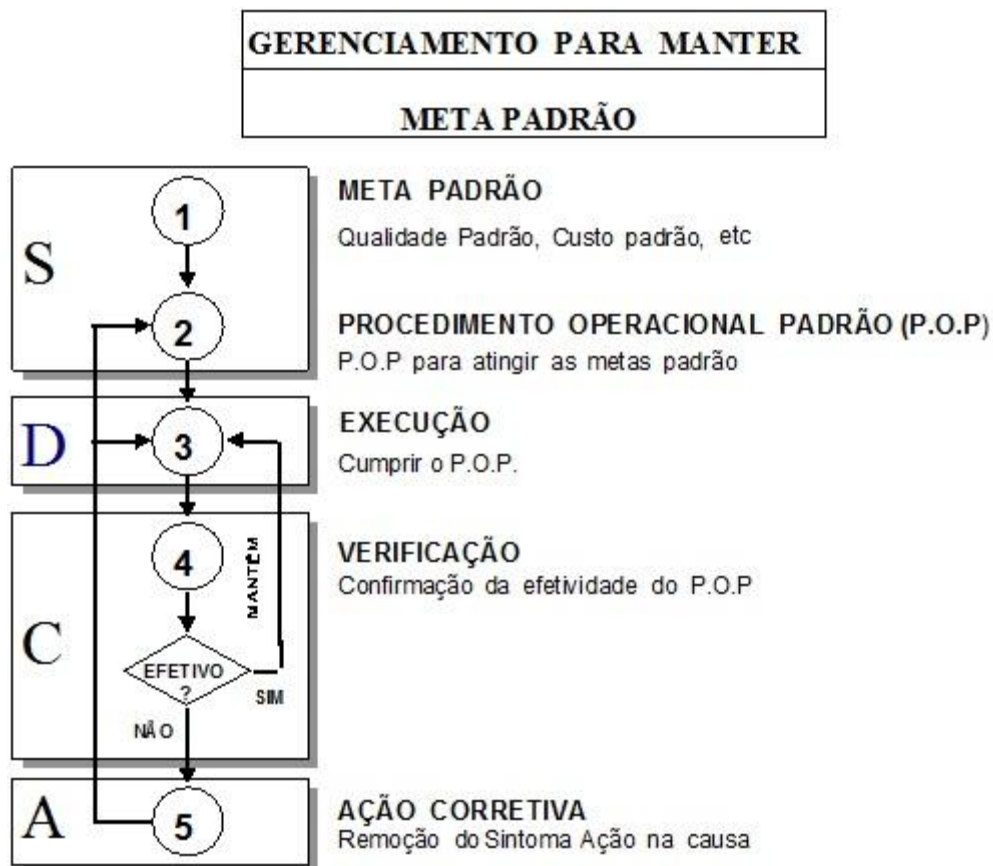 GERENCIAMENTO PARA MANTER
META PADRÃO
S
1
META PADRÃO
Qualidade Padrão, Custo padrão, etc
2
PROCEDIMENTO OPERACIONAL PADRÃO (P.O.P)
P.O.P para atingir as metas padrão
D
3
EXECUÇÃO
Cumprir o P.O.P.
C
4
MANTÊM
VERIFICAÇÃO
Confirmação da efetividade do P.O.P
EFETIVO
?
SIM
NÃO
A
5
AÇÃO CORRETIVA
Remoção do Sintoma Ação na causa